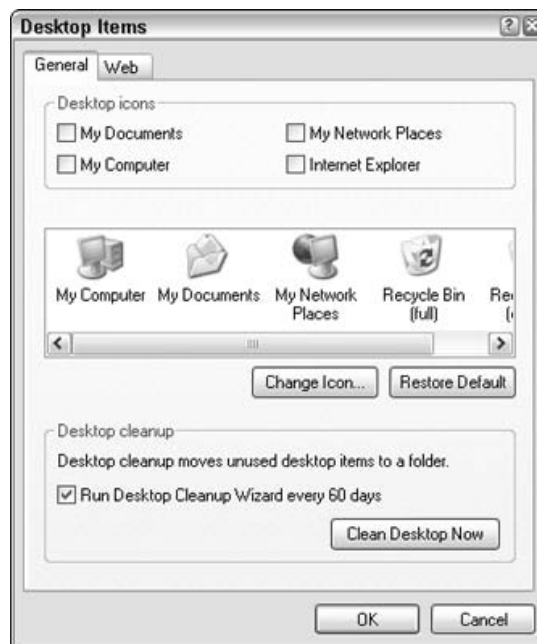 Desktop Items
General Web
Desktop icons
My Documents My Network Places
My Computer Internet Explorer
My Computer My Documents My Network Places Recycle Bin (full)
Change Icon... Restore Default
Desktop cleanup
Desktop cleanup moves unused desktop items to a folder.
Run Desktop Cleanup Wizard every 60 days
Clean Desktop Now
OK Cancel